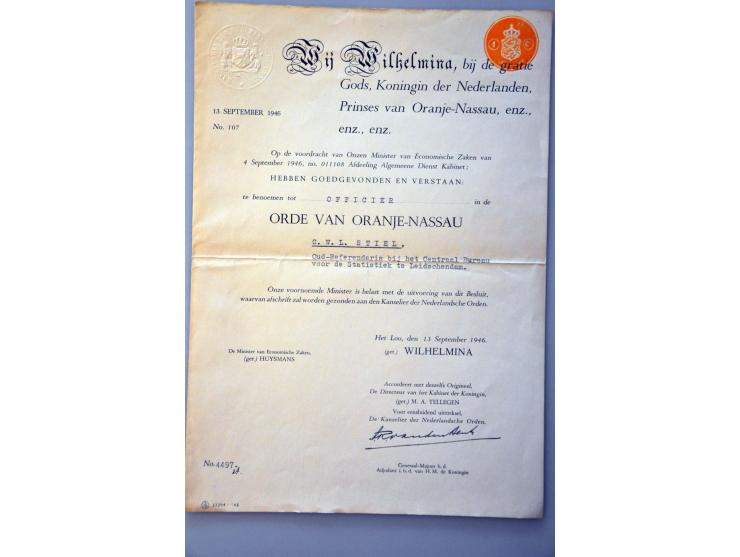 Wij Wilhelmina, bij de gratie
Gods, Koningin der Nederlanden,
Prinses van Oranje-Nassau, enz.,
enz., enz.
13 SEPTEMBER 1946
No. 107
Op de voordracht van Onzen Minister van Economische Zaken van
4 September 1946, no. 011108 Afdeeling Algemeene Dienst Kabinet;
HEBBEN GOEDGEVONDEN EN VERSTAAN:
te benoemen tot OFFICIER in de
ORDE VAN ORANJE-NASSAU
STIEL.
Oud-Referendaris bij het Centraal Bureau
voor de Statistiek te Leidschendam.
Onze voornoemde Minister is belast met de uitvoering van dit Besluit,
waarvan afschrift zal worden gezonden aan den Kanselier der Nederlandsche Orden.
Het Loo, den 13 September 1946.
(get.) WILHELMINA
De Minister van Economische Zaken,
(get.) HUYSMANS
Accordeert met deszelfs Origineel,
De Directeur van het Kabinet der Koningin,
(get.) M. A. TELLEGEN
Voor eensluidend uittreksel,
De Kanselier der Nederlandsche Orden.
Generaal-Majoor b.d.
Adjudant i.b.d. van H.M. de Koningin
No. 4497